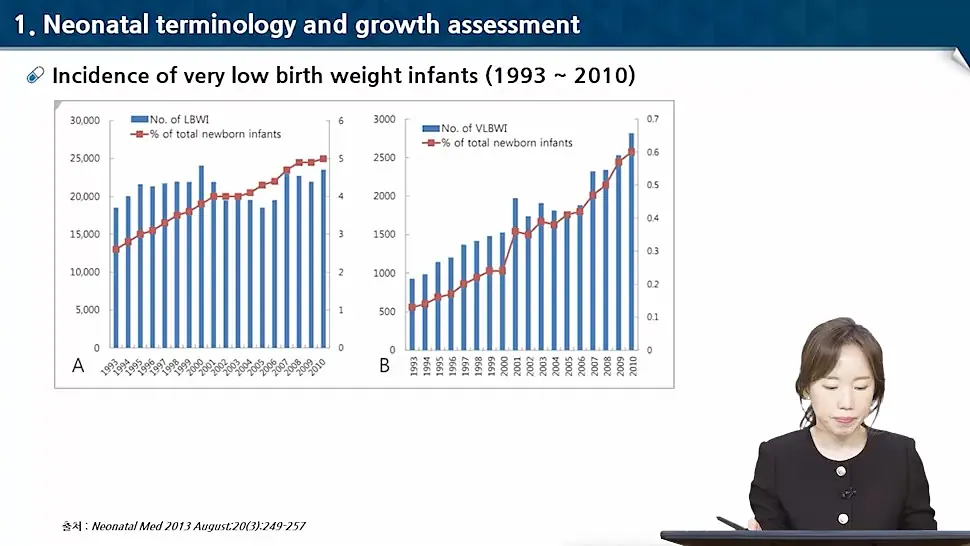 1. Neonatal terminology and growth assessment
Incidence of very low birth weight infants (1993 ~ 2010)
No. of LBWI
% of total newborn infants
30,000
25,000
20,000
15,000
10,000
5,000
0
6
5
4
3
2
1
0
1993 1994 1995 1996 1997 1998 1999 2000 2001 2002 2003 2004 2005 2006 2007 2008 2009 2010
A
No. of VLBWI
% of total newborn infants
3000
2500
2000
1500
1000
500
0
0.7
0.6
0.5
0.4
0.3
0.2
0.1
0
1993 1994 1995 1996 1997 1998 1999 2000 2001 2002 2003 2004 2005 2006 2007 2008 2009 2010
B
출처 : Neonatal Med 2013 August;20(3):249-257